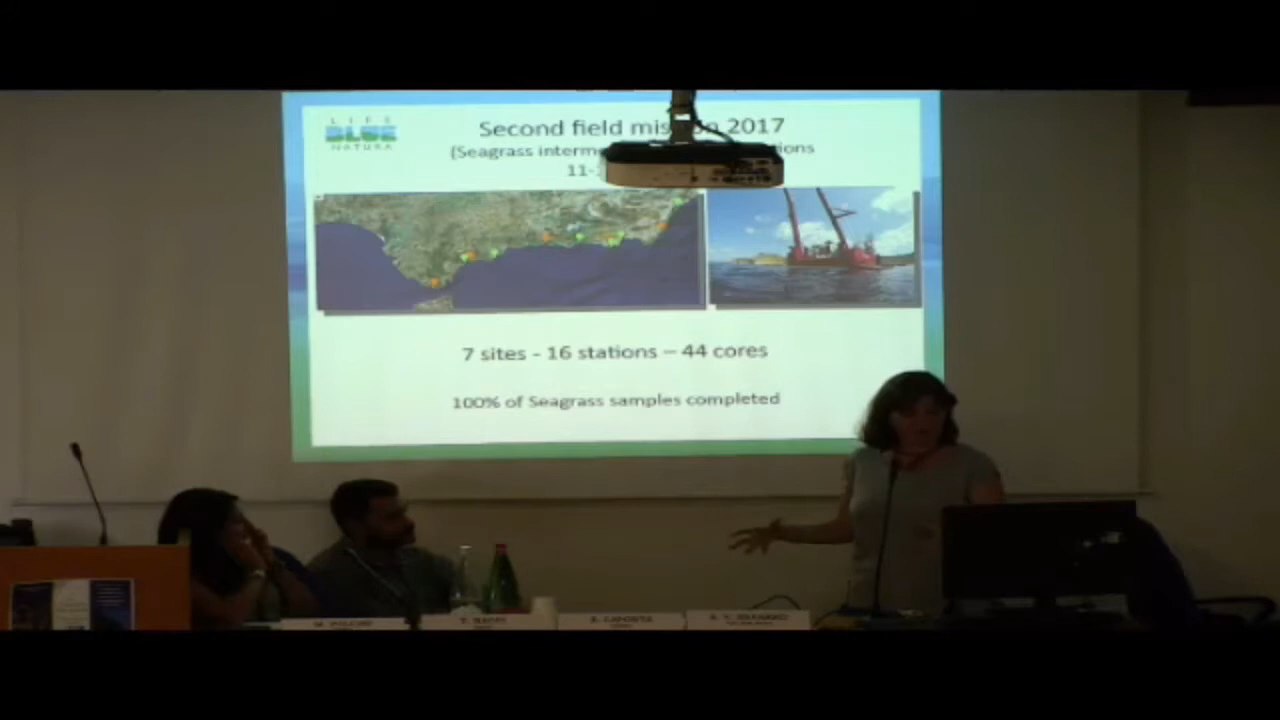 LIFE
BLUE
NATURA
Second field mis n 2017
(Seagrass interme ions
11-
7 sites - 16 stations – 44 cores
100% of Seagrass samples completed